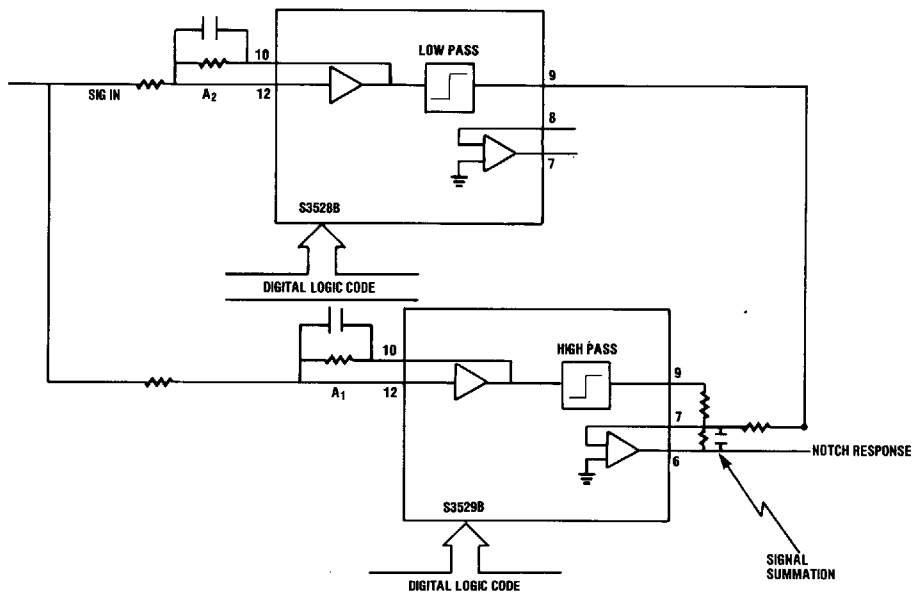 10
LOW PASS
9
SIG IN
A2
12
8
7
S3528B
DIGITAL LOGIC CODE
10
HIGH PASS
9
A1
12
7
6
NOTCH RESPONSE
S3529B
SIGNAL
SUMMATION
DIGITAL LOGIC CODE